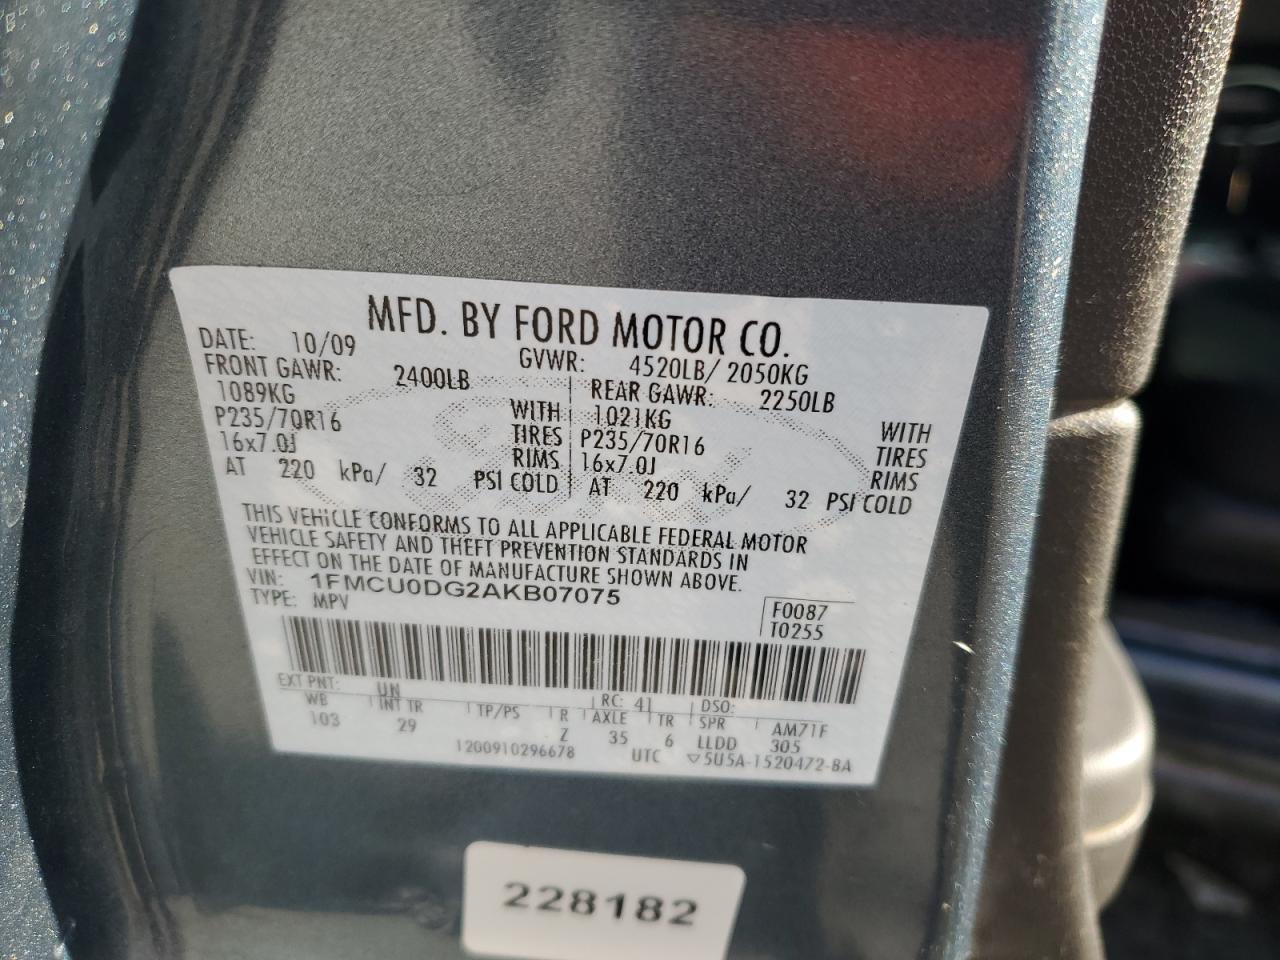 MFD. BY FORD MOTOR CO.
DATE: 10/09 GVWR: 4520LB/ 2050KG
FRONT GAWR: 2400LB REAR GAWR: 2250LB
1089KG WITH 1021KG WITH
P235/70R16 TIRES P235/70R16 TIRES
16x7.0J RIMS 16x7.0J RIMS
AT 220 kPa/ 32 PSI COLD AT 220 kPa/ 32 PSI COLD
THIS VEHICLE CONFORMS TO ALL APPLICABLE FEDERAL MOTOR
VEHICLE SAFETY AND THEFT PREVENTION STANDARDS IN
EFFECT ON THE DATE OF MANUFACTURE SHOWN ABOVE.
VIN: 1FMCU0DG2AKB07075
TYPE: MPV F0087
T0255
EXT PNT: UN RC: 41 DSO:
WB INT TR TP/PS R AXLE TR SPR AM71F
103 29 Z 35 6 LLDD 305
1200910296678 UTC ▽5U5A-1520472-BA
228182